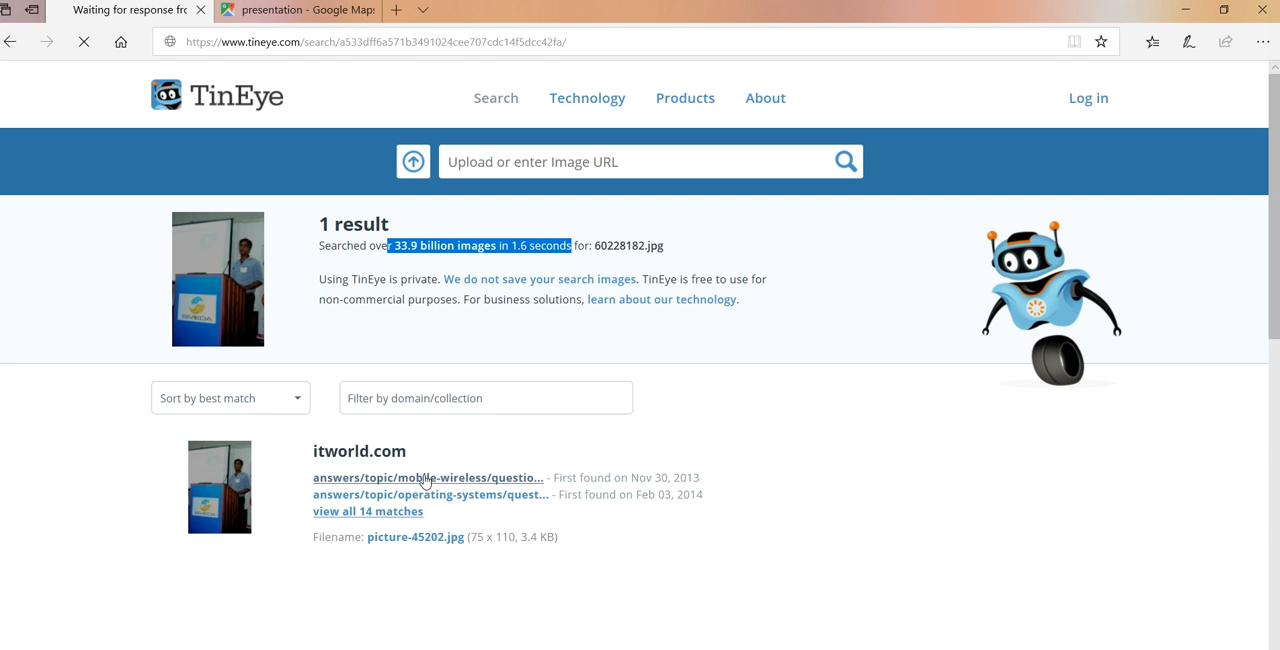 Waiting for response fro
presentation - Google Maps
https://www.tineye.com/search/a533dff6a571b3491024cee707cdc14f5dcc42fa/
TinEye
Search Technology Products About Log in
Upload or enter Image URL
1 result
Searched over 33.9 billion images in 1.6 seconds for: 60228182.jpg
Using TinEye is private. We do not save your search images. TinEye is free to use for
non-commercial purposes. For business solutions, learn about our technology.
SMEDA
Sort by best match
Filter by domain/collection
itworld.com
answers/topic/mobile-wireless/questio... - First found on Nov 30, 2013
answers/topic/operating-systems/quest... - First found on Feb 03, 2014
view all 14 matches
Filename: picture-45202.jpg (75 x 110, 3.4 KB)